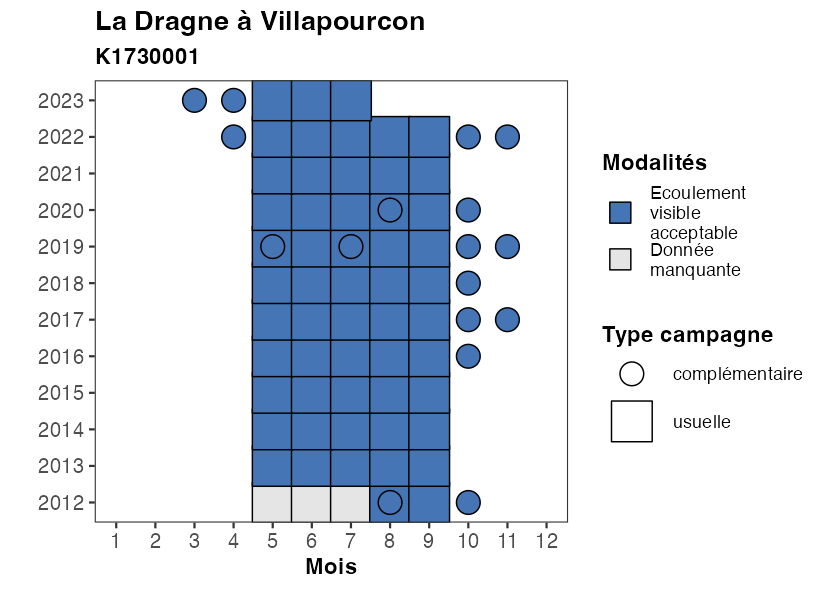 La Dragne à Villapourcon
K1730001
2023
2022
2021
2020
2019
2018
2017
2016
2015
2014
2013
2012
1 2 3 4 5 6 7 8 9 10 11 12
Mois
Modalités
Ecoulement
visible
acceptable
Donnée
manquante
Type campagne
complémentaire
usuelle